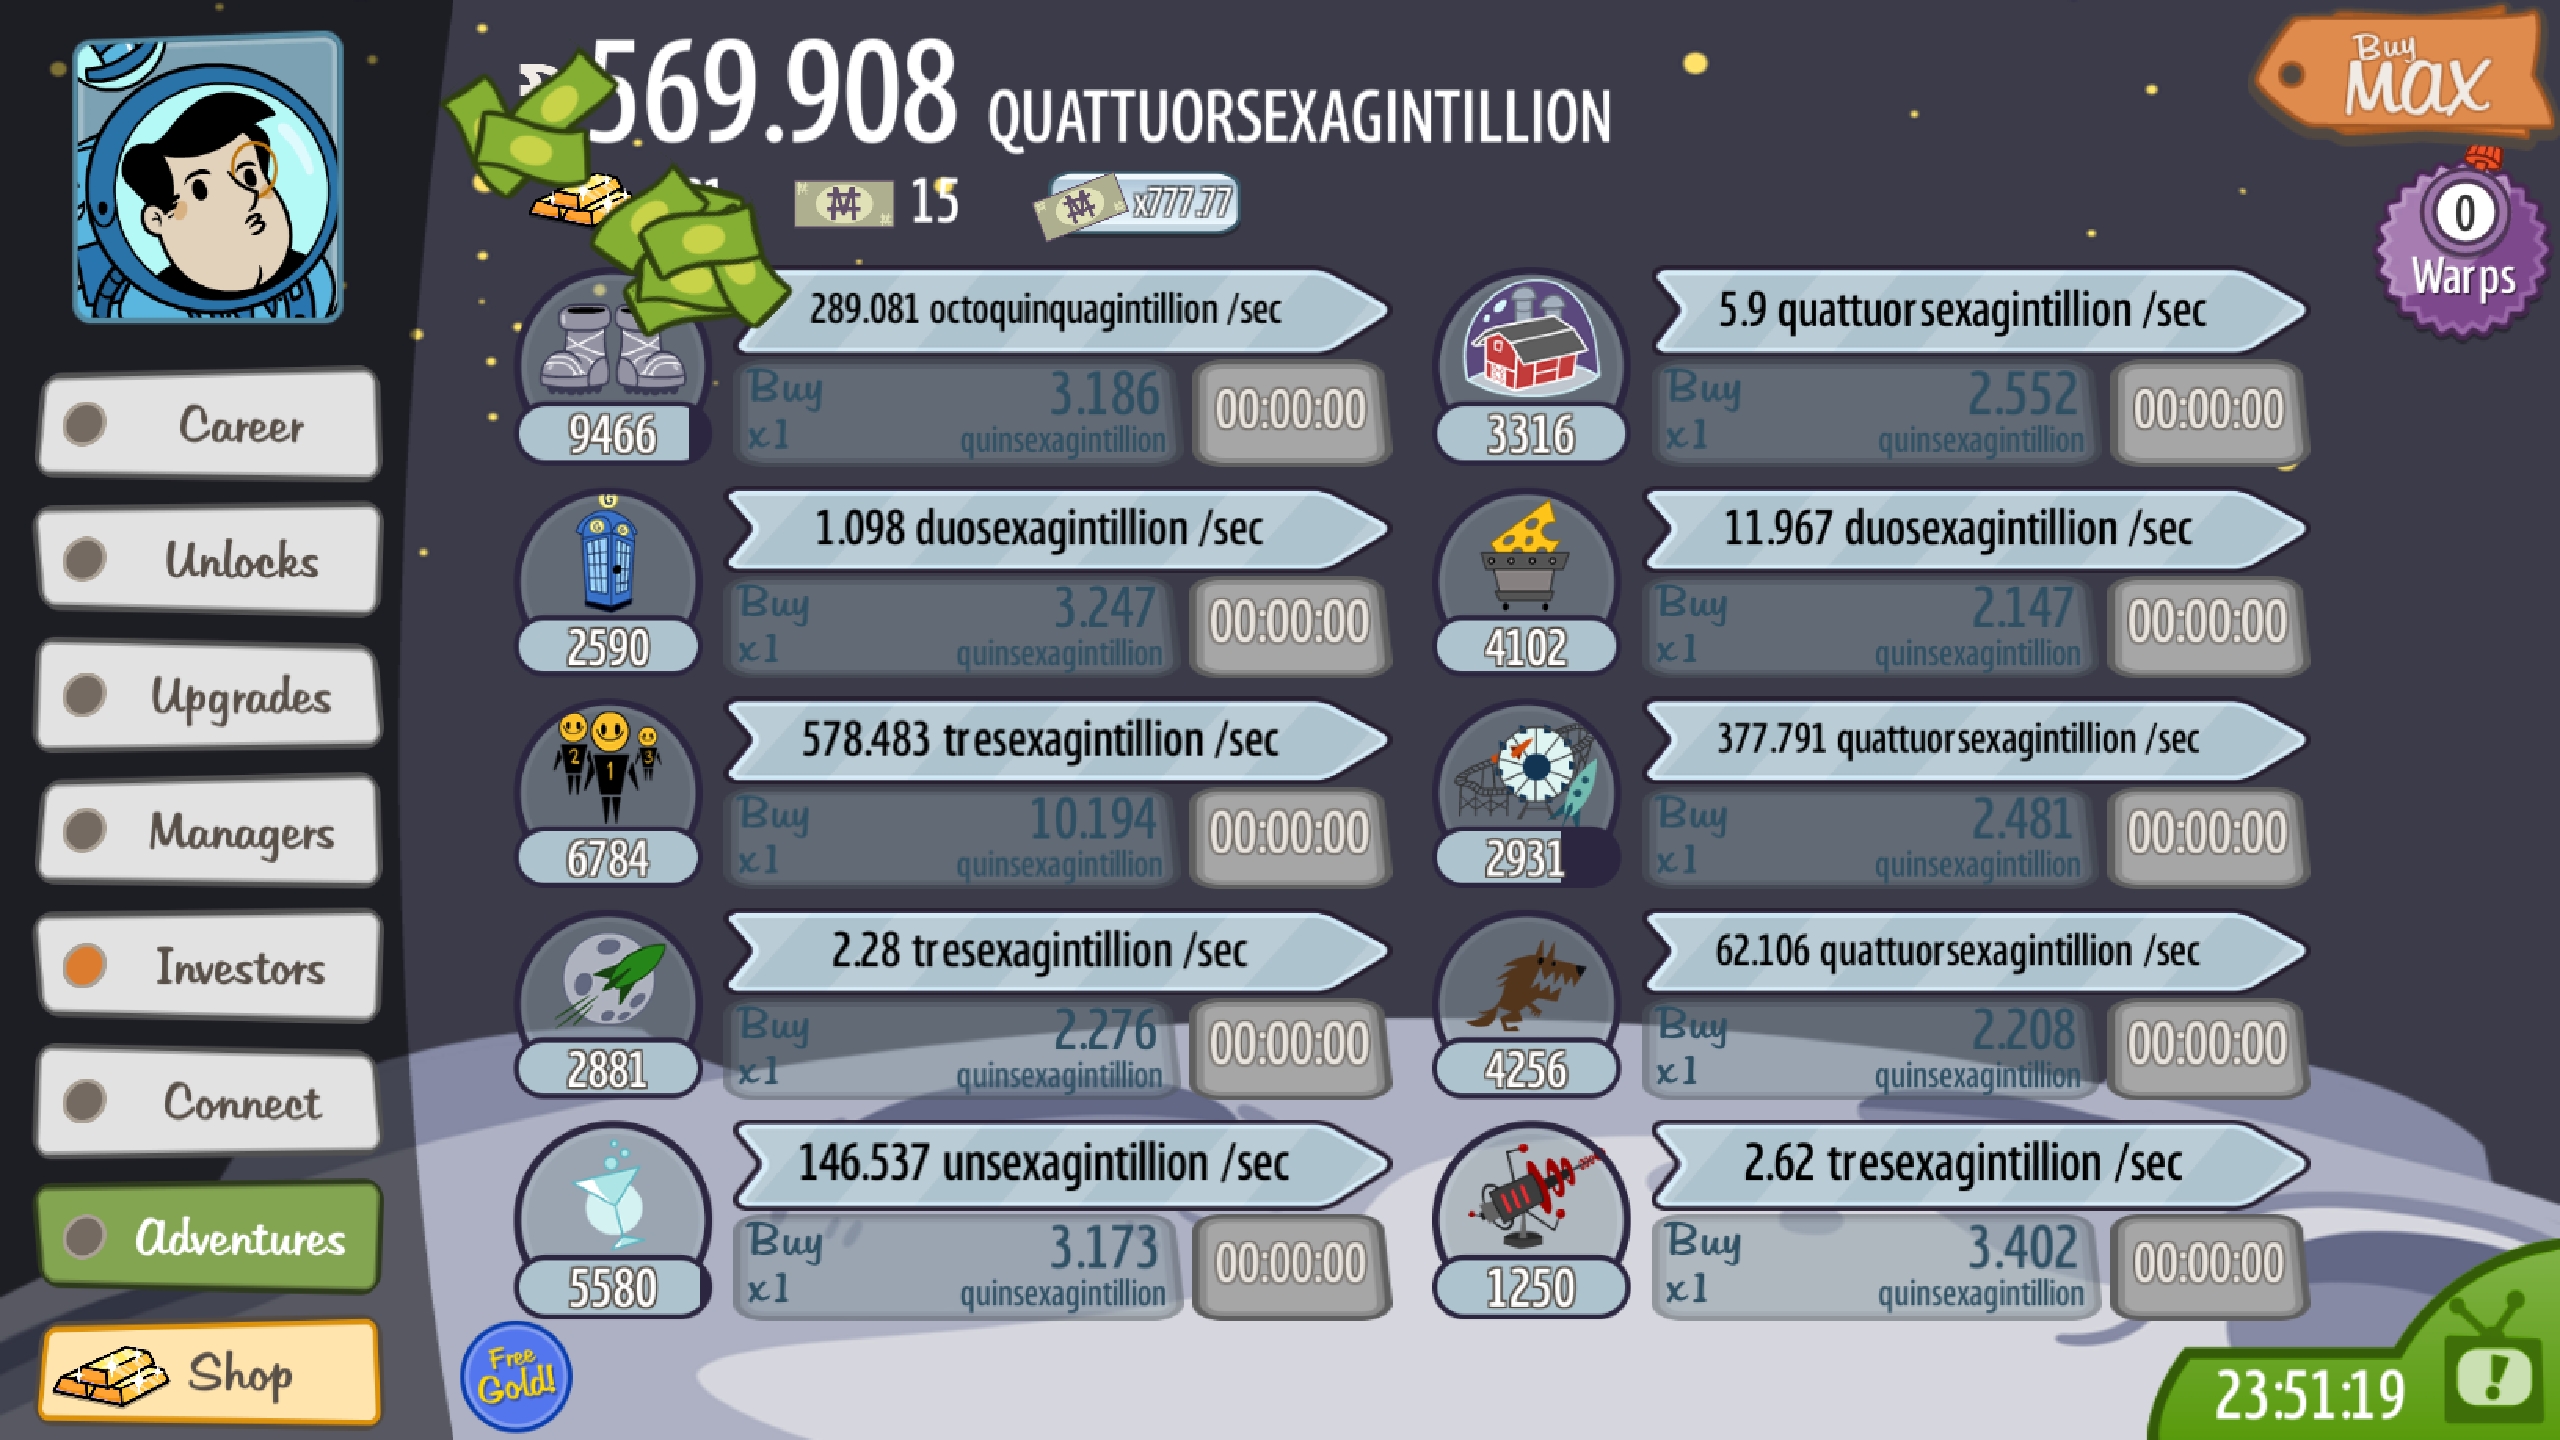 569.908 QUATTUORSEXAGINTILLION
Buy
MAX
15
x777.77
0
Warps
Career
Unlocks
Upgrades
Managers
Investors
Connect
Adventures
Shop
289.081 octoquinquagintillion /sec
Buy 3.186
x1 quinsexagintillion
00:00:00
9466
5.9 quattuorsexagintillion /sec
Buy 2.552
x1 quinsexagintillion
00:00:00
3316
G
1.098 duosexagintillion /sec
Buy 3.247
x1 quinsexagintillion
00:00:00
2590
11.967 duosexagintillion /sec
Buy 2.147
x1 quinsexagintillion
00:00:00
4102
2 1 3
578.483 tresexagintillion /sec
Buy 10.194
x1 quinsexagintillion
00:00:00
6784
377.791 quattuorsexagintillion /sec
Buy 2.481
x1 quinsexagintillion
00:00:00
2931
2.28 tresexagintillion /sec
Buy 2.276
x1 quinsexagintillion
00:00:00
2881
62.106 quattuorsexagintillion /sec
Buy 2.208
x1 quinsexagintillion
00:00:00
4256
146.537 unsexagintillion /sec
Buy 3.173
x1 quinsexagintillion
00:00:00
5580
2.62 tresexagintillion /sec
Buy 3.402
x1 quinsexagintillion
00:00:00
1250
Free
Gold!
23:51:19
!